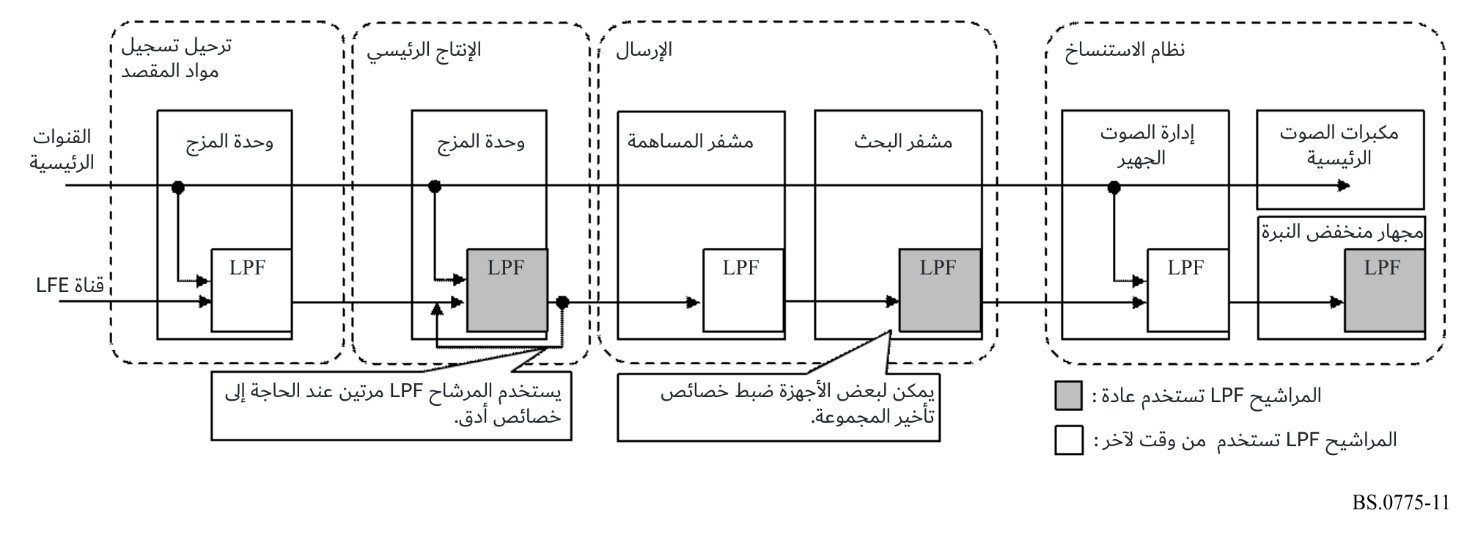 ترحيل تسجيل
مواد المقصد
الإنتاج الرئيسي
الإرسال
نظام الاستنساخ
القنوات
الرئيسية
وحدة المزج
وحدة المزج
مشفر المساهمة
مشفر البحث
إدارة الصوت
الجهير
مكبرات الصوت
الرئيسية
مجهار منخفض النبرة
قناة LFE
LPF
LPF
LPF
LPF
LPF
LPF
يستخدم المرشاح LPF مرتين عند الحاجة إلى
خصائص أدق.
يمكن لبعض الأجهزة ضبط خصائص
تأخير المجموعة.
المراشيح LPF تستخدم عادة :
المراشيح LPF تستخدم من وقت لآخر :
BS.0775-11